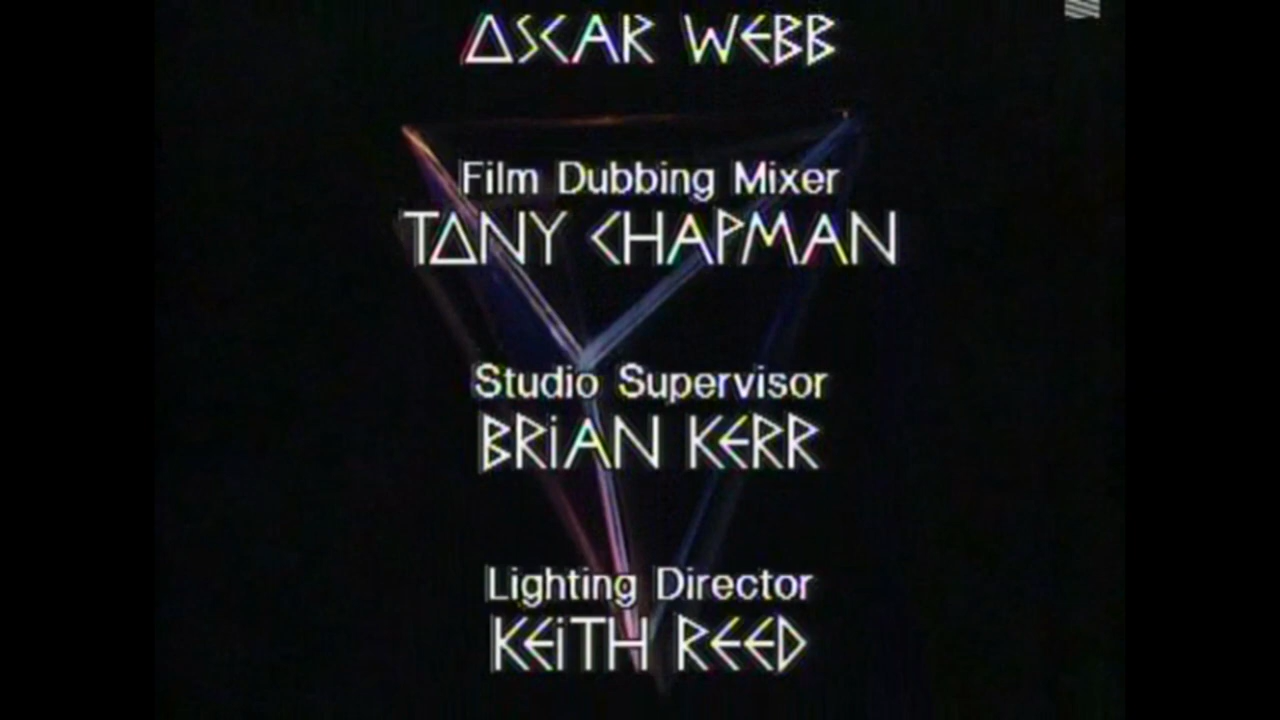 OSCAR WEBB
Film Dubbing Mixer
TONY CHAPMAN
Studio Supervisor
BRiAN KERR
Lighting Director
KEiTH REED